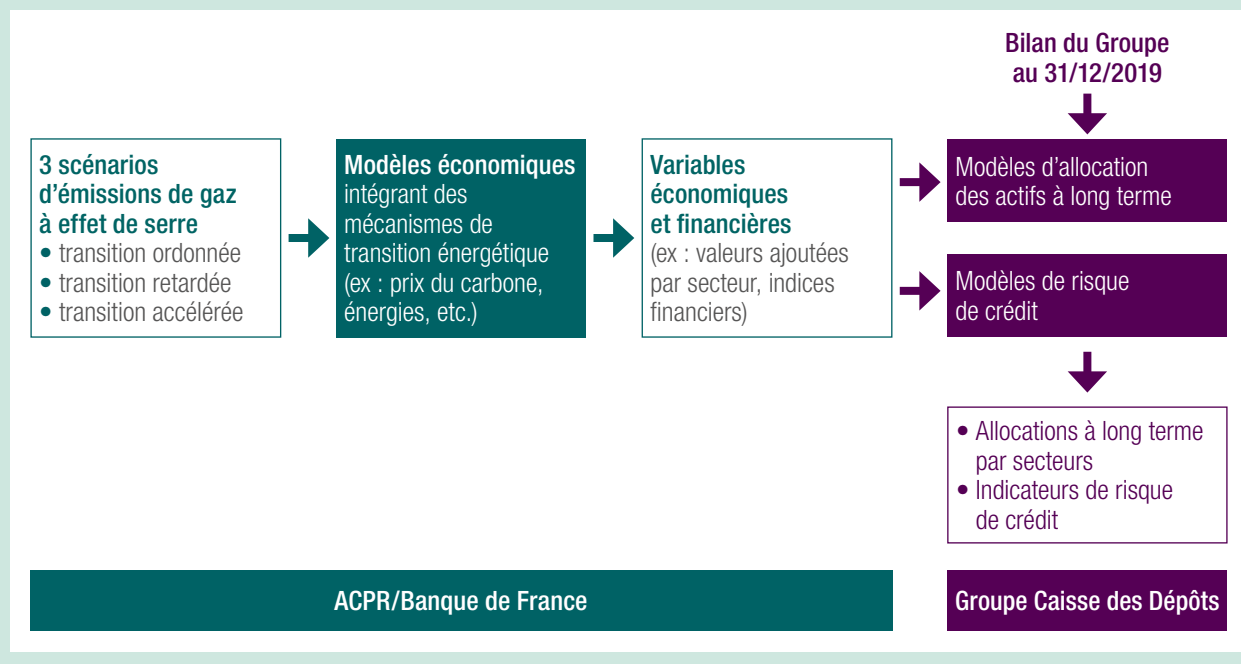 Bilan du Groupe
au 31/12/2019
3 scénarios
d'émissions de gaz
à effet de serre
• transition ordonnée
• transition retardée
• transition accélérée
Modèles économiques
intégrant des
mécanismes de
transition énergétique
(ex : prix du carbone,
énergies, etc.)
Variables
économiques
et financières
(ex : valeurs ajoutées
par secteur, indices
financiers)
Modèles d'allocation
des actifs à long terme
Modèles de risque
de crédit
• Allocations à long terme
par secteurs
• Indicateurs de risque
de crédit
ACPR/Banque de France
Groupe Caisse des Dépôts